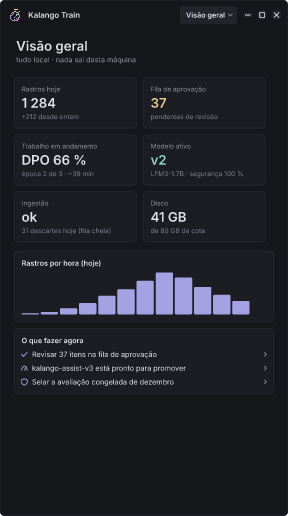 Kalango Train
Visão geral
Visão geral
tudo local · nada sai desta máquina
Rastros hoje
1 284
+212 desde ontem
Fila de aprovação
37
pendentes de revisão
Trabalho em andamento
DPO 66 %
época 2 de 3 · ~38 min
Modelo ativo
v2
LFM3-1.7B · segurança 100 %
Ingestão
ok
31 descartes hoje (fila cheia)
Disco
41 GB
de 60 GB de cota
Rastros por hora (hoje)
O que fazer agora
Revisar 37 itens na fila de aprovação
kalango-assist-v3 está pronto para promover
Selar a avaliação congelada de dezembro